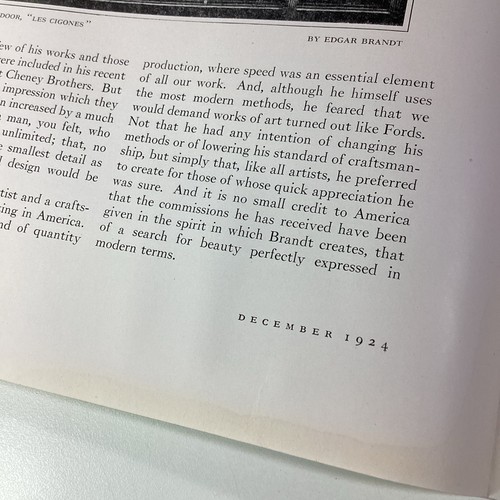 DOOR, "LES CIGONES"
BY EDGAR BRANDT
few of his works and those
were included in his recent
t Cheney Brothers. But
impression which they
n increased by a much
man, you felt, who
unlimited; that, no
smallest detail as
design would be
tist and a crafts-
ing in America.
nd of quantity
production, where speed was an essential element
of all our work. And, although he himself uses
the most modern methods, he feared that we
would demand works of art turned out like Fords.
Not that he had any intention of changing his
methods or of lowering his standard of craftsman-
ship, but simply that, like all artists, he preferred
to create for those of whose quick appreciation he
was sure. And it is no small credit to America
that the commissions he has received have been
given in the spirit in which Brandt creates, that
of a search for beauty perfectly expressed in
modern terms.
DECEMBER 1924